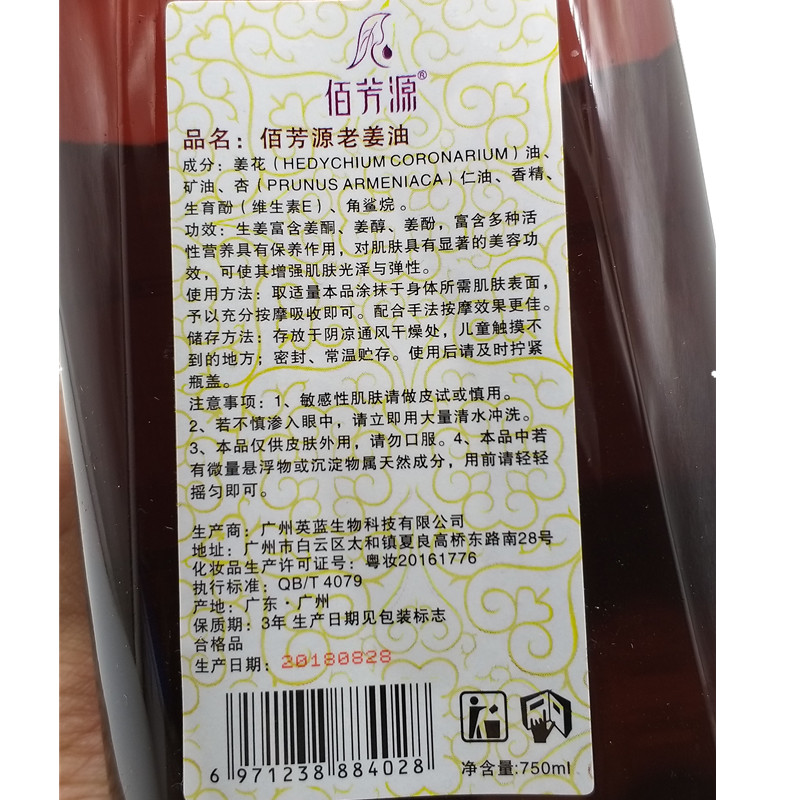 佰芳源®
品名：佰芳源老姜油
成分：姜花（HEDYCHIUM CORONARIUM）油、
矿油、杏（PRUNUS ARMENIACA）仁油、香精、
生育酚（维生素E）、角鲨烷 。
功效：生姜富含姜酮、姜醇、姜酚，富含多种活
性营养具有保养作用，对肌肤具有显著的美容功
效，可使其增强肌肤光泽与弹性。
使用方法：取适量本品涂抹于身体所需肌肤表面，
予以充分按摩吸收即可。配合手法按摩效果更佳。
储存方法：存放于阴凉通风干燥处，儿童触摸不
到的地方；密封、常温贮存。使用后请及时拧紧
瓶盖。
注意事项：1、敏感性肌肤请做皮试或慎用。
2、若不慎渗入眼中，请立即用大量清水冲洗。
3、本品仅供皮肤外用，请勿口服。4、本品中若
有微量悬浮物或沉淀物属天然成分，用前请轻轻
摇匀即可。
生产商：广州英蓝生物科技有限公司
地址：广州市白云区太和镇夏良高桥东路南28号
化妆品生产许可证号：粤妆20161776
执行标准：QB/T 4079
产地：广东·广州
保质期：3年 生产日期见包装标志
合格品
生产日期：20180828
6 971238 884028
净含量:750ml